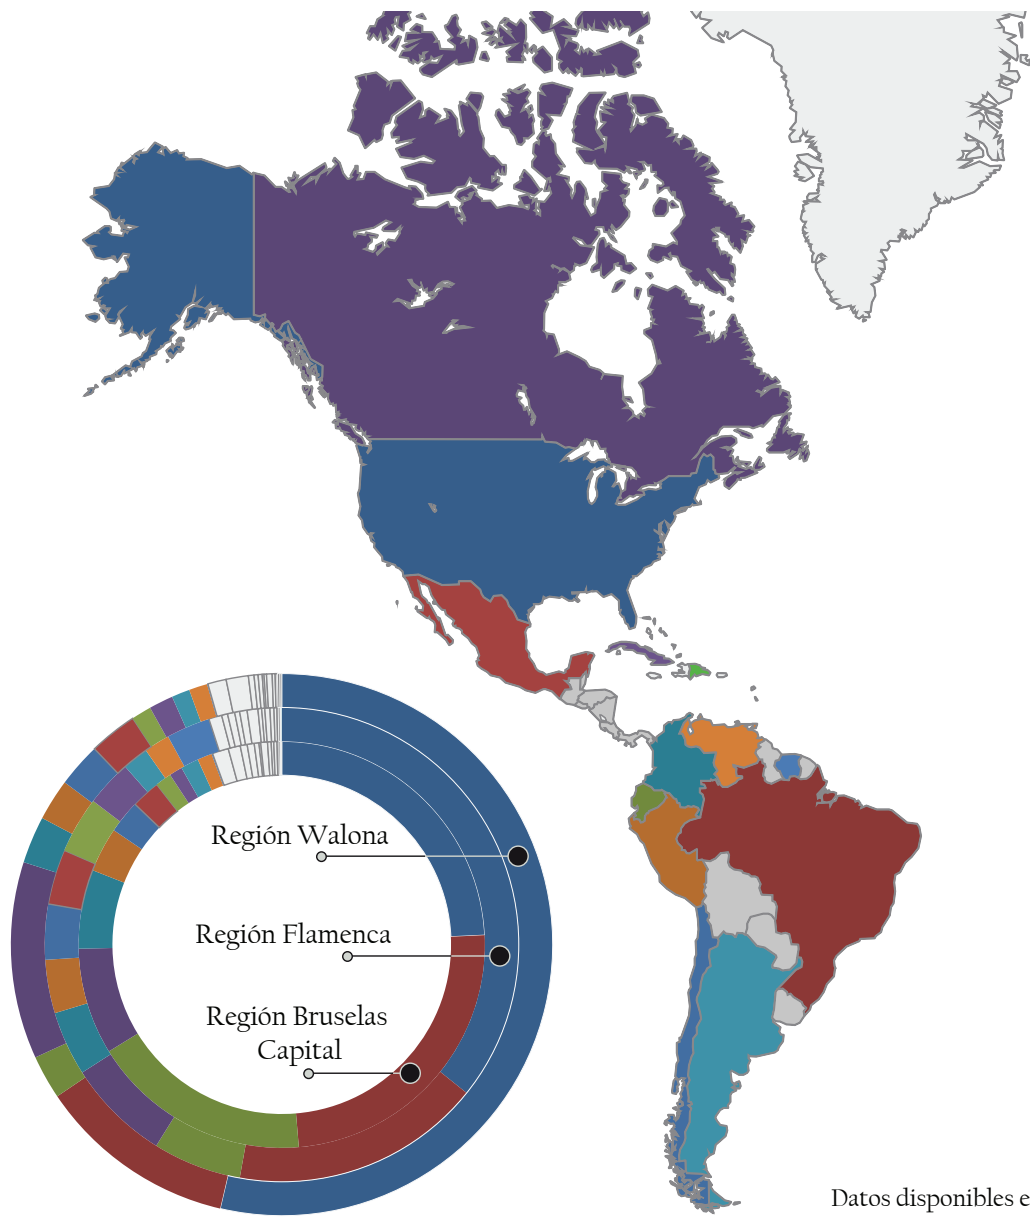 Región Walona
Región Flamenca
Región Bruselas
Capital
Datos disponibles e